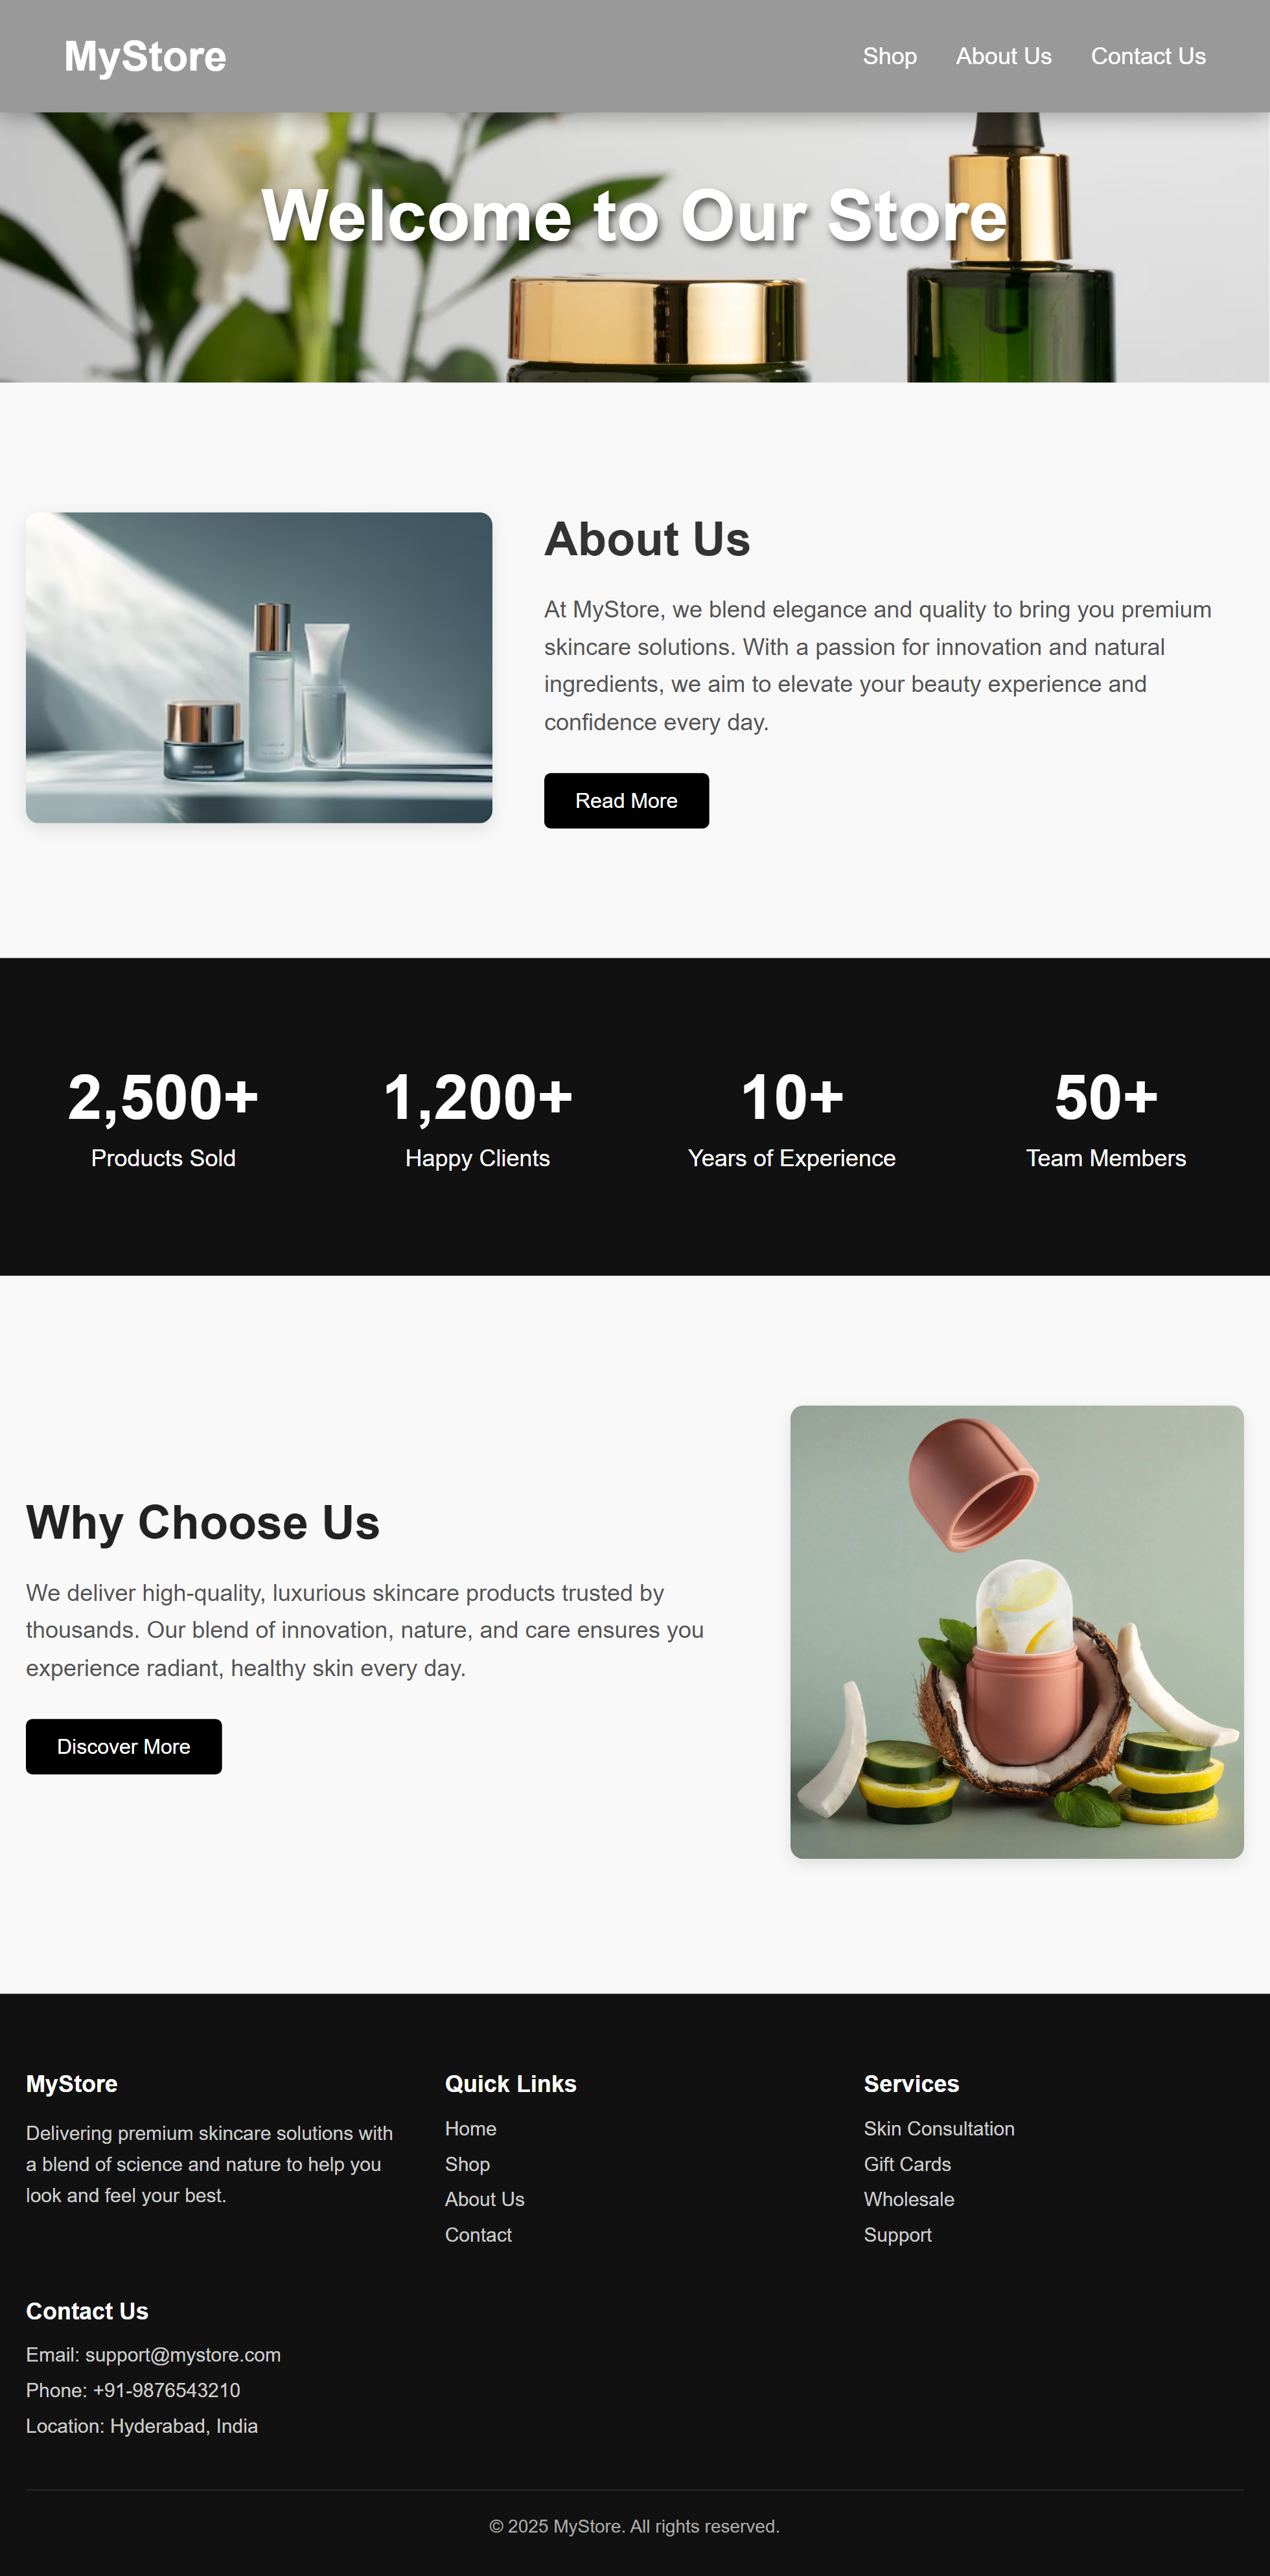 MyStore
Shop About Us Contact Us
Welcome to Our Store
About Us
At MyStore, we blend elegance and quality to bring you premium
skincare solutions. With a passion for innovation and natural
ingredients, we aim to elevate your beauty experience and
confidence every day.
Read More
2,500+
Products Sold
1,200+
Happy Clients
10+
Years of Experience
50+
Team Members
Why Choose Us
We deliver high-quality, luxurious skincare products trusted by
thousands. Our blend of innovation, nature, and care ensures you
experience radiant, healthy skin every day.
Discover More
MyStore
Delivering premium skincare solutions with
a blend of science and nature to help you
look and feel your best.
Quick Links
Home
Shop
About Us
Contact
Services
Skin Consultation
Gift Cards
Wholesale
Support
Contact Us
Email: support@mystore.com
Phone: +91-9876543210
Location: Hyderabad, India
© 2025 MyStore. All rights reserved.